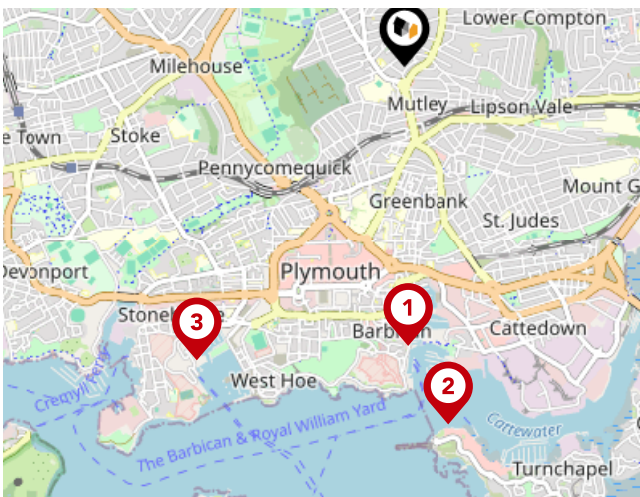 Lower Compton
Milehouse
Mutley
Lipson Vale
e Town
Stoke
Pennycomequick
Greenbank
Mount G
St. Judes
Devonport
Plymouth
1
Stoneh
3
Barbican
Cattedown
2
West Hoe
Cremyll Ferry
The Barbican & Royal William Yard
Cattewater
Turnchapel